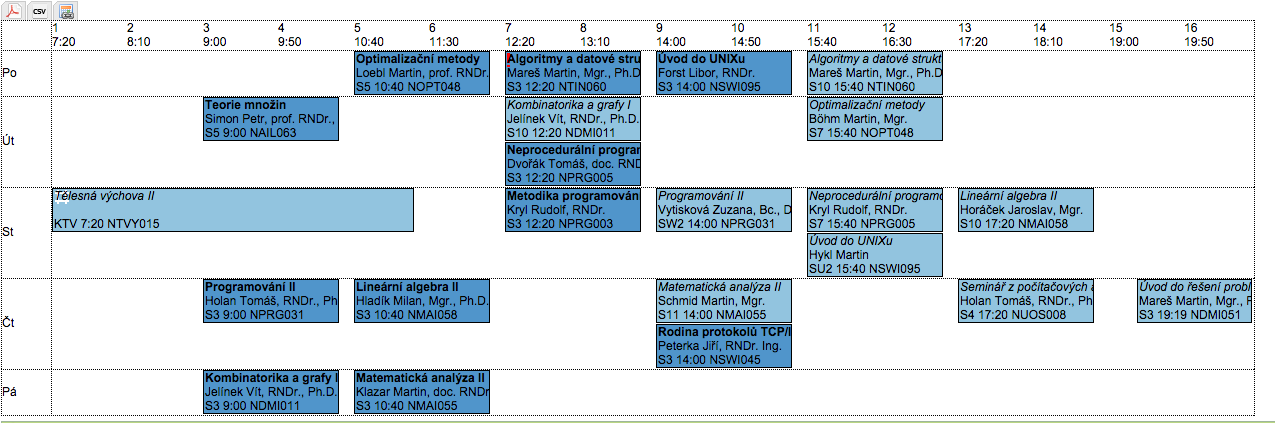 CSV
1 2 3 4 5 6 7 8 9 10 11 12 13 14 15 16
7:20 8:10 9:00 9:50 10:40 11:30 12:20 13:10 14:00 14:50 15:40 16:30 17:20 18:10 19:00 19:50
Po
Optimalizační metody
Loebl Martin, prof. RNDr.
S5 10:40 NOPT048
Algoritmy a datové stru
Mareš Martin, Mgr., Ph.D
S3 12:20 NTIN060
Úvod do UNIXu
Forst Libor, RNDr.
S3 14:00 NSWI095
Algoritmy a datové strukt
Mareš Martin, Mgr., Ph.D
S10 15:40 NTIN060
Út
Teorie množin
Simon Petr, prof. RNDr.,
S5 9:00 NAIL063
Kombinatorika a grafy I
Jelínek Vít, RNDr., Ph.D.
S10 12:20 NDMI011
Neprocedurální program
Dvořák Tomáš, doc. RND
S3 12:20 NPRG005
Optimalizační metody
Böhm Martin, Mgr.
S7 15:40 NOPT048
St
Tělesná výchova II
KTV 7:20 NTVY015
Metodika programován
Kryl Rudolf, RNDr.
S3 12:20 NPRG003
Programování II
Vytisková Zuzana, Bc., D
SW2 14:00 NPRG031
Neprocedurální programo
Kryl Rudolf, RNDr.
S7 15:40 NPRG005
Úvod do UNIXu
Hykl Martin
SU2 15:40 NSWI095
Lineární algebra II
Horáček Jaroslav, Mgr.
S10 17:20 NMAI058
Čt
Programování II
Holan Tomáš, RNDr., Ph
S3 9:00 NPRG031
Lineární algebra II
Hladík Milan, Mgr., Ph.D.
S3 10:40 NMAI058
Matematická analýza II
Schmid Martin, Mgr.
S11 14:00 NMAI055
Rodina protokolů TCP/I
Peterka Jiří, RNDr. Ing.
S3 14:00 NSWI045
Seminář z počítačových a
Holan Tomáš, RNDr., Ph
S4 17:20 NUOS008
Úvod do řešení probl
Mareš Martin, Mgr., P
S3 19:19 NDMI051
Pá
Kombinatorika a grafy I
Jelínek Vít, RNDr., Ph.D.
S3 9:00 NDMI011
Matematická analýza II
Klazar Martin, doc. RNDr
S3 10:40 NMAI055